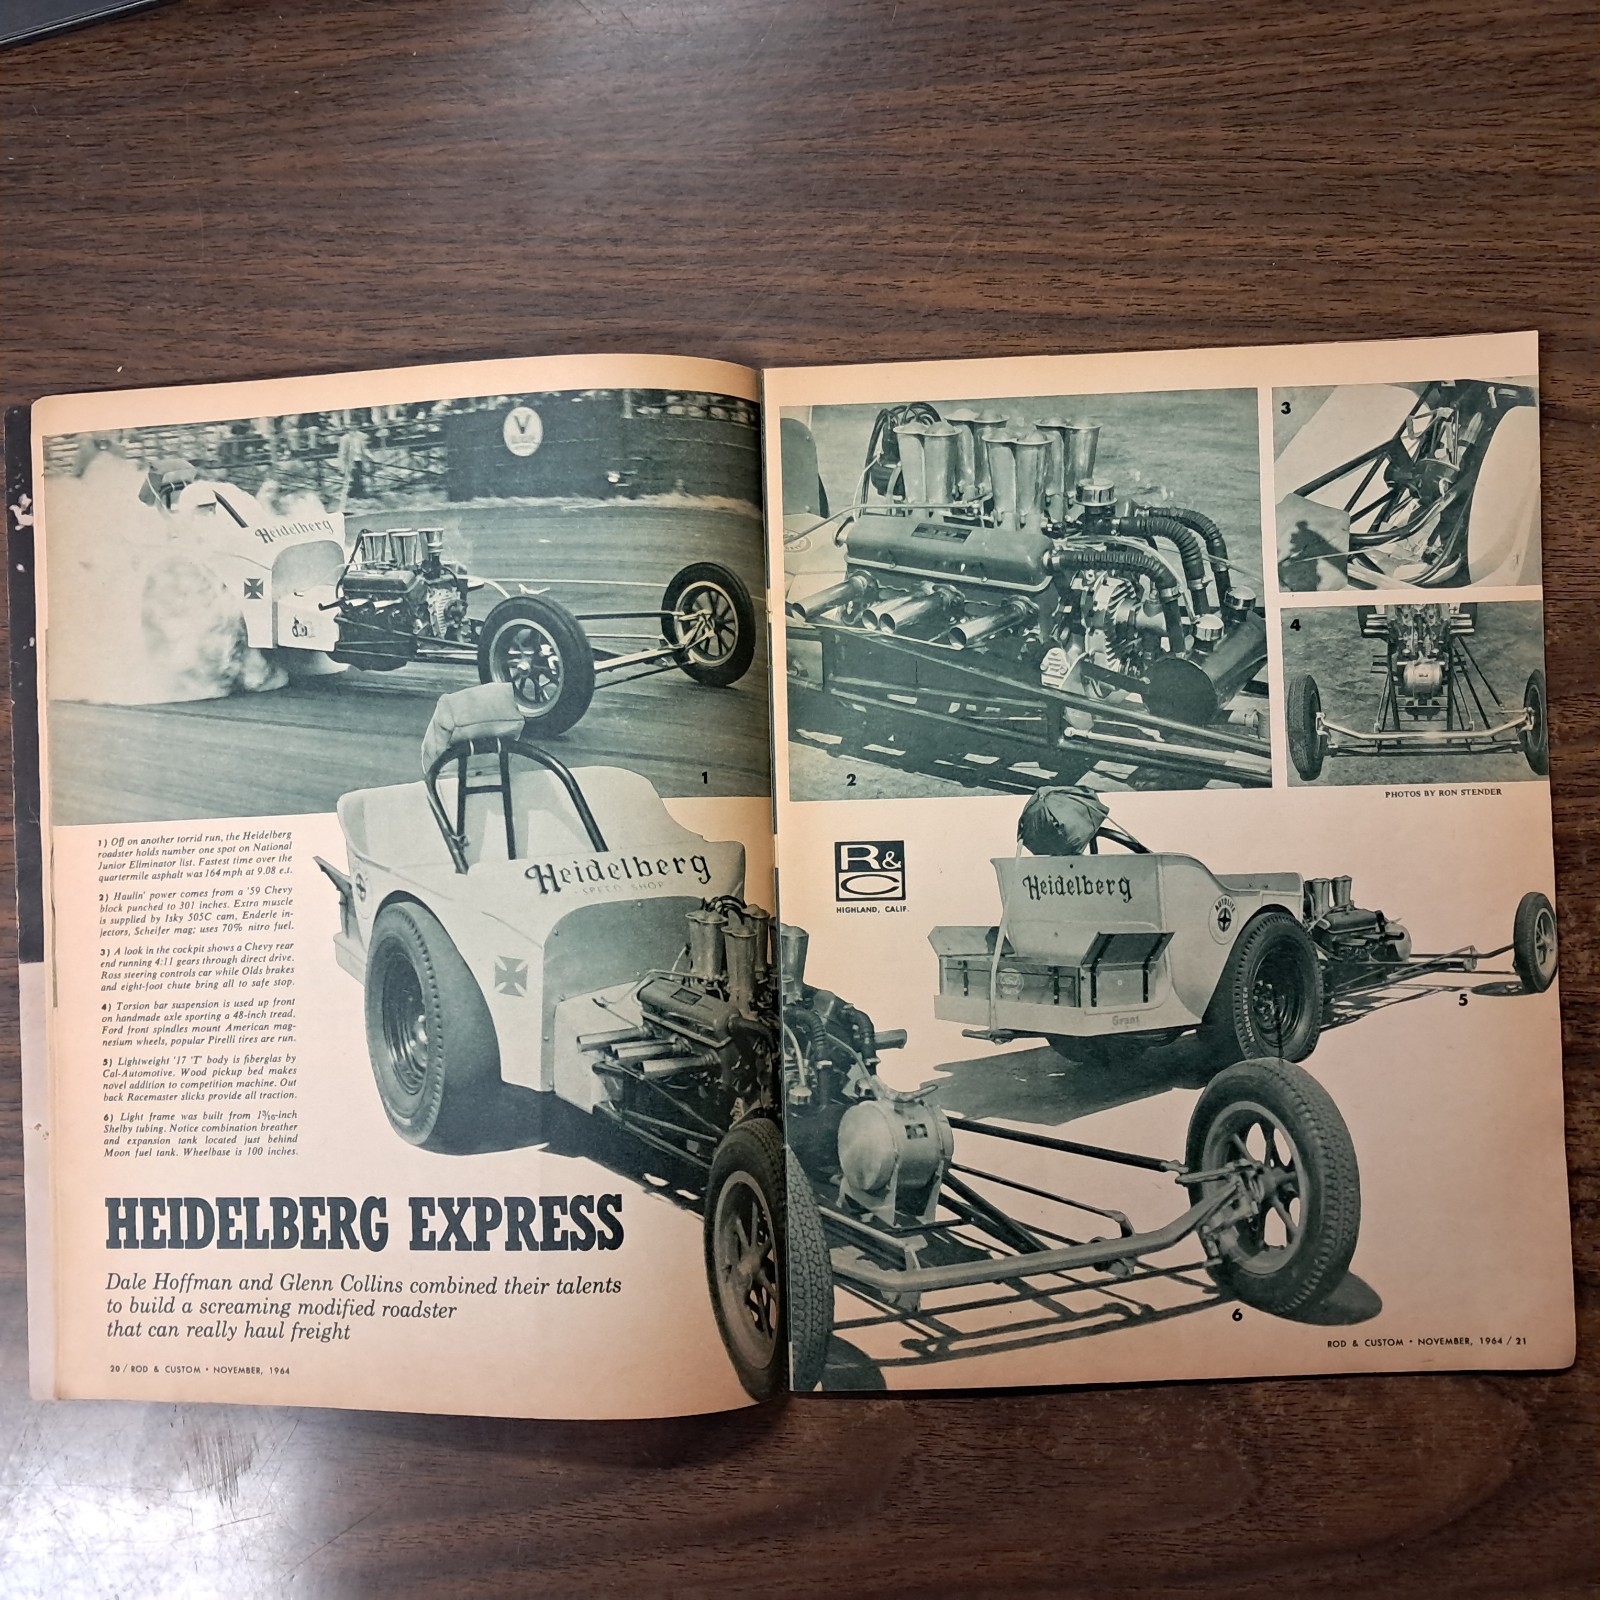 Heidelberg
1
1) Off on another torrid run, the Heidelberg
roadster holds number one spot on National
Junior Eliminator list. Fastest time over the
quartermile asphalt was 164 mph at 9.08 e.t.
2) Haulin' power comes from a '59 Chevy
block punched to 301 inches. Extra muscle
is supplied by Isky 505C cam, Enderle in-
jectors, Scheifer mag; uses 70% nitro fuel.
3) A look in the cockpit shows a Chevy rear
end running 4:11 gears through direct drive.
Ross steering controls car while Olds brakes
and eight-foot chute bring all to safe stop.
4) Torsion bar suspension is used up front
on handmade axle sporting a 48-inch tread.
Ford front spindles mount American mag-
nesium wheels, popular Pirelli tires are run.
5) Lightweight '17 'T' body is fiberglas by
Cal-Automotive. Wood pickup bed makes
novel addition to competition machine. Out
back Racemaster slicks provide all traction.
6) Light frame was built from 1³⁄₁₆-inch
Shelby tubing. Notice combination breather
and expansion tank located just behind
Moon fuel tank. Wheelbase is 100 inches.
Heidelberg
SPEED SHOP
HEIDELBERG EXPRESS
Dale Hoffman and Glenn Collins combined their talents
to build a screaming modified roadster
that can really haul freight
20 / ROD & CUSTOM • NOVEMBER, 1964
2
3
4
PHOTOS BY RON STENDER
R&
C
HIGHLAND, CALIF.
Heidelberg
AUTOLITE
Grant
5
6
ROD & CUSTOM • NOVEMBER, 1964 / 21